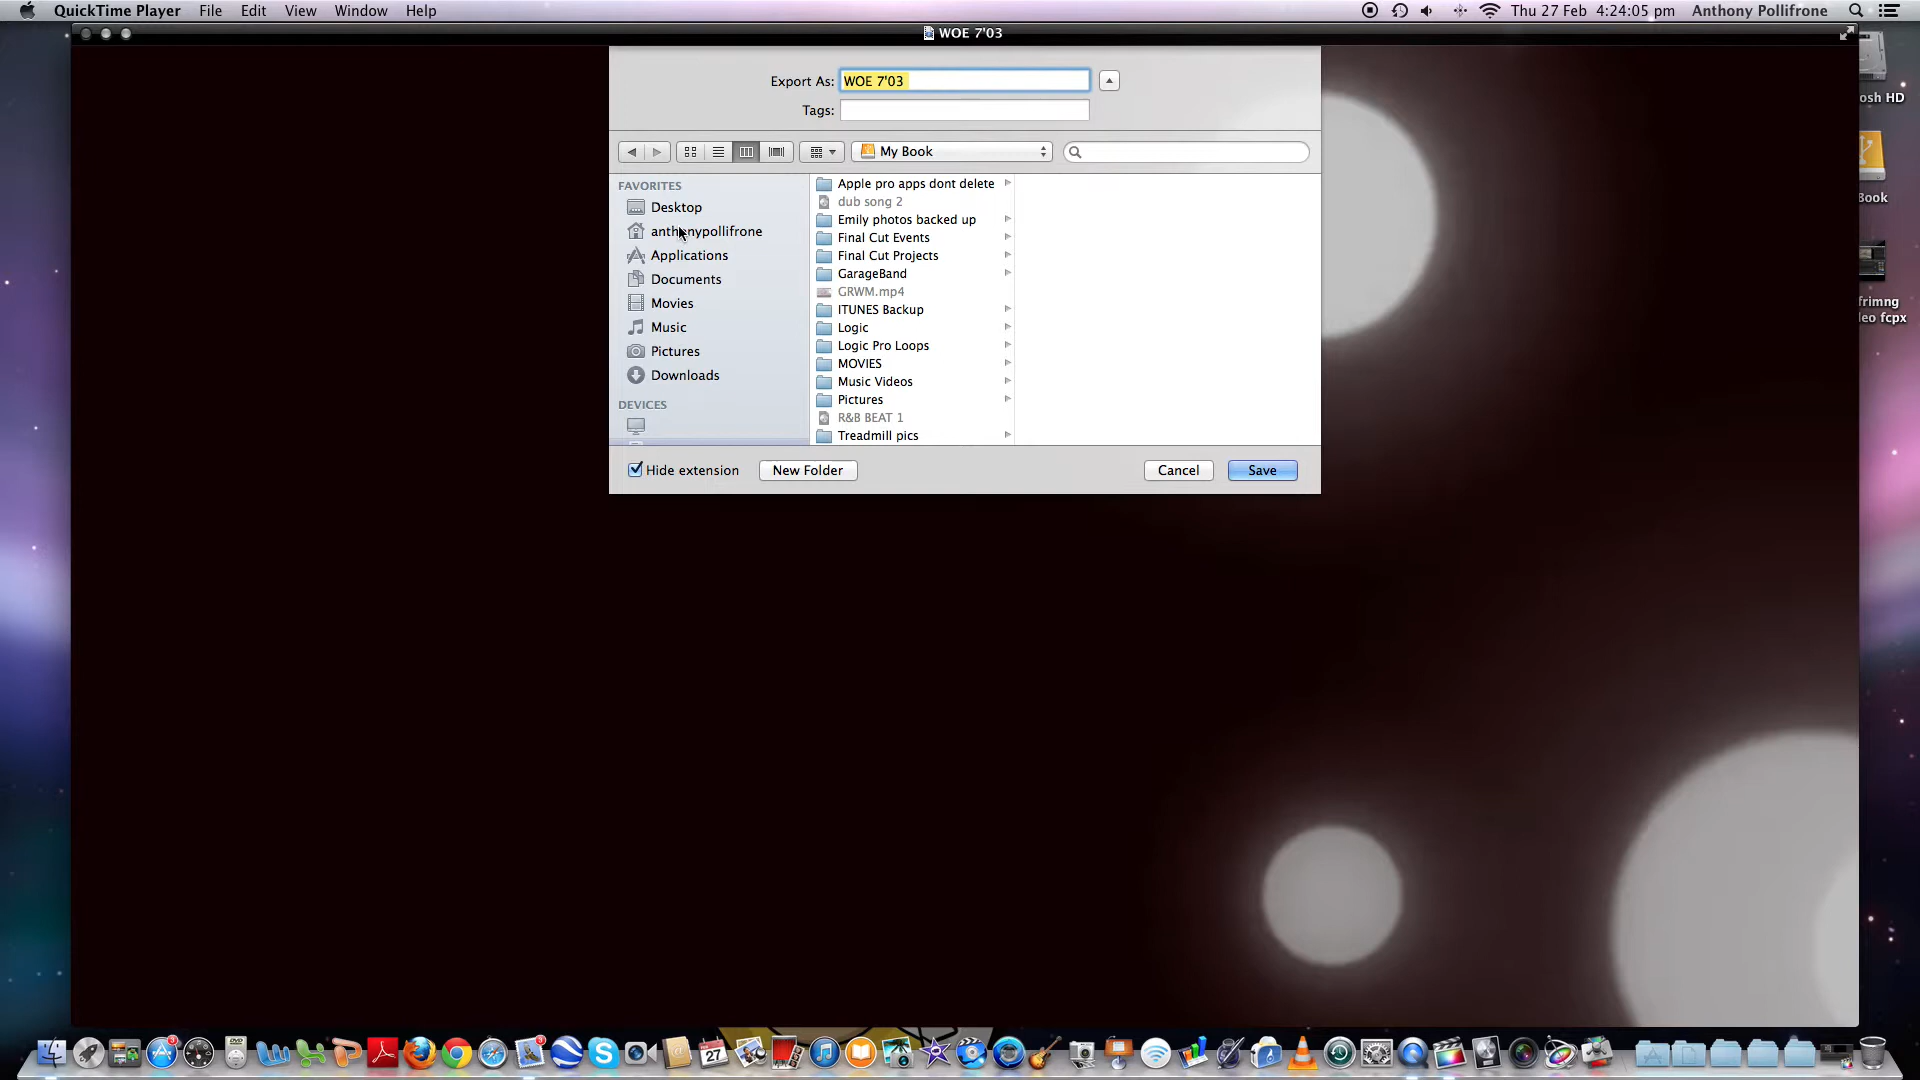 QuickTime Player File Edit View Window Help Thu 27 Feb 4:24:05 pm Anthony Pollifrone
WOE 7'03
Export As: WOE 7'03
Tags:
My Book
FAVORITES
Desktop
anthonypollifrone
Applications
Documents
Movies
Music
Pictures
Downloads
DEVICES
Apple pro apps dont delete
dub song 2
Emily photos backed up
Final Cut Events
Final Cut Projects
GarageBand
GRWM.mp4
ITUNES Backup
Logic
Logic Pro Loops
MOVIES
Music Videos
Pictures
R&B BEAT 1
Treadmill pics
Hide extension New Folder Cancel Save
osh HD
Book
frimng
leo fcpx
27